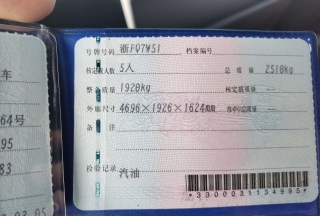 车
64号
95
83
号牌号码 浙FQ7W51 档案编号
核定载人数 5人 总质量 2510kg
整备质量 1920kg 核定载质量 --
外廓尺寸 4696×1926×1624mm 准牵引总质量 --
备注
检验记录 汽油
*3300031134995*